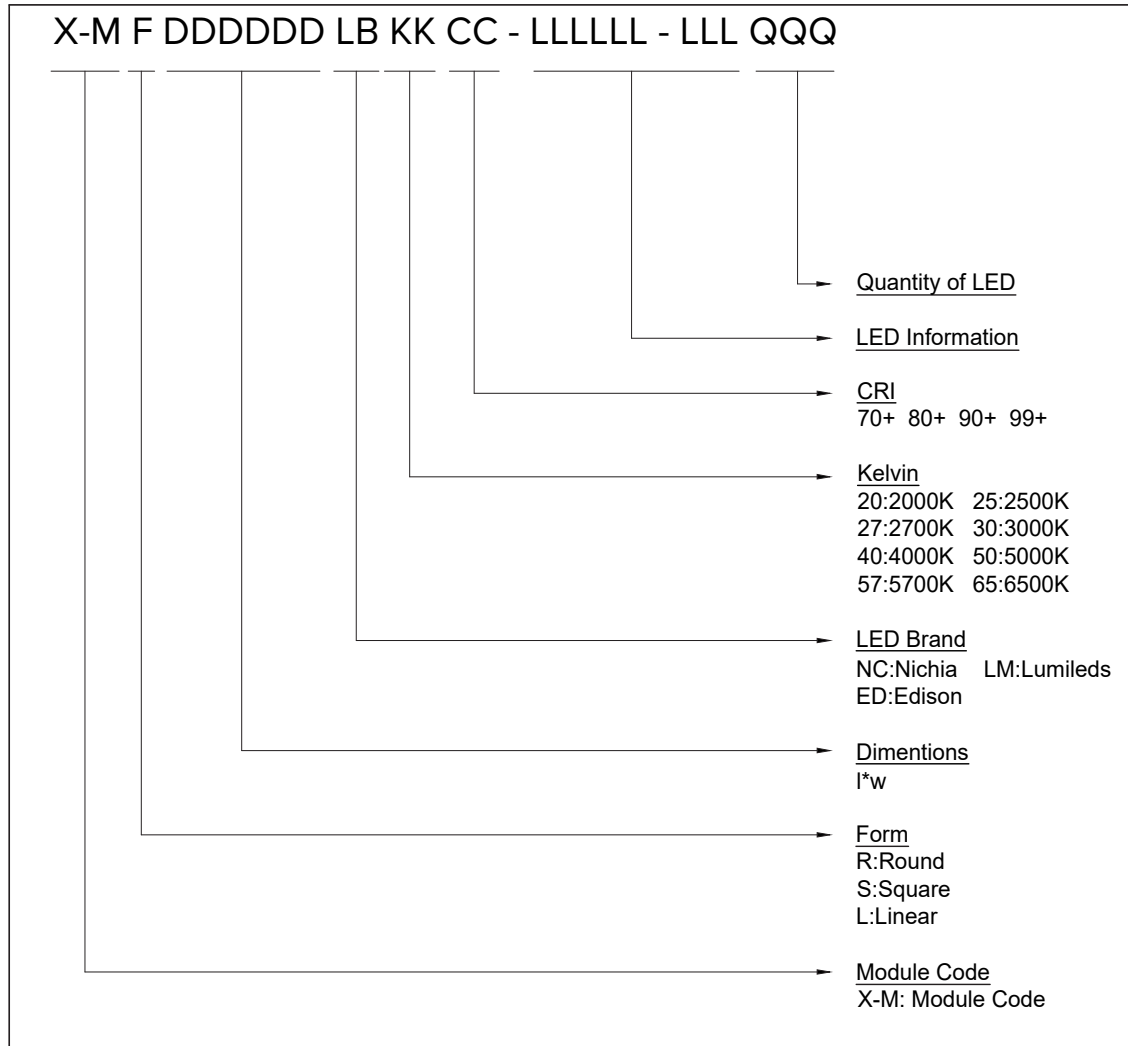 X-M F DDDDDD LB KK CC - LLLLLL - LLL QQQ
Quantity of LED
LED Information
CRI
70+ 80+ 90+ 99+
Kelvin
20:2000K 25:2500K
27:2700K 30:3000K
40:4000K 50:5000K
57:5700K 65:6500K
LED Brand
NC:Nichia LM:Lumileds
ED:Edison
Dimentions
l*w
Form
R:Round
S:Square
L:Linear
Module Code
X-M: Module Code